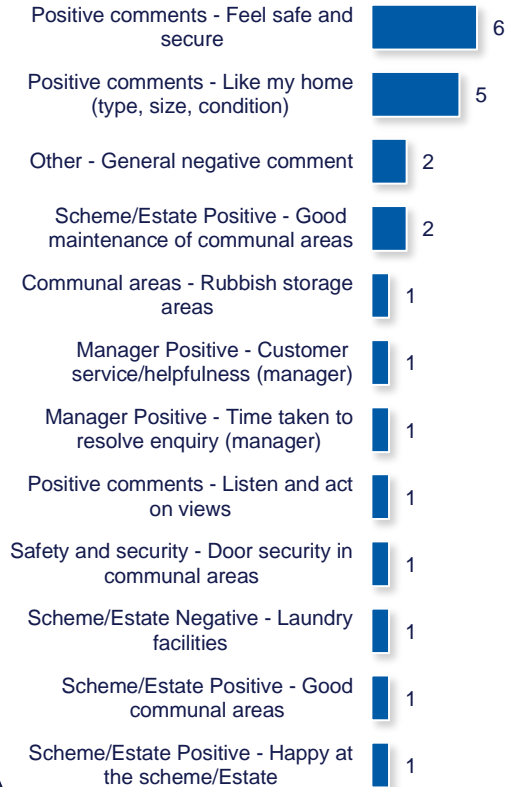 Positive comments - Feel safe and
secure
6
Positive comments - Like my home
(type, size, condition)
5
Other - General negative comment
2
Scheme/Estate Positive - Good
maintenance of communal areas
2
Communal areas - Rubbish storage
areas
1
Manager Positive - Customer
service/helpfulness (manager)
1
Manager Positive - Time taken to
resolve enquiry (manager)
1
Positive comments - Listen and act
on views
1
Safety and security - Door security in
communal areas
1
Scheme/Estate Negative - Laundry
facilities
1
Scheme/Estate Positive - Good
communal areas
1
Scheme/Estate Positive - Happy at
the scheme/Estate
1